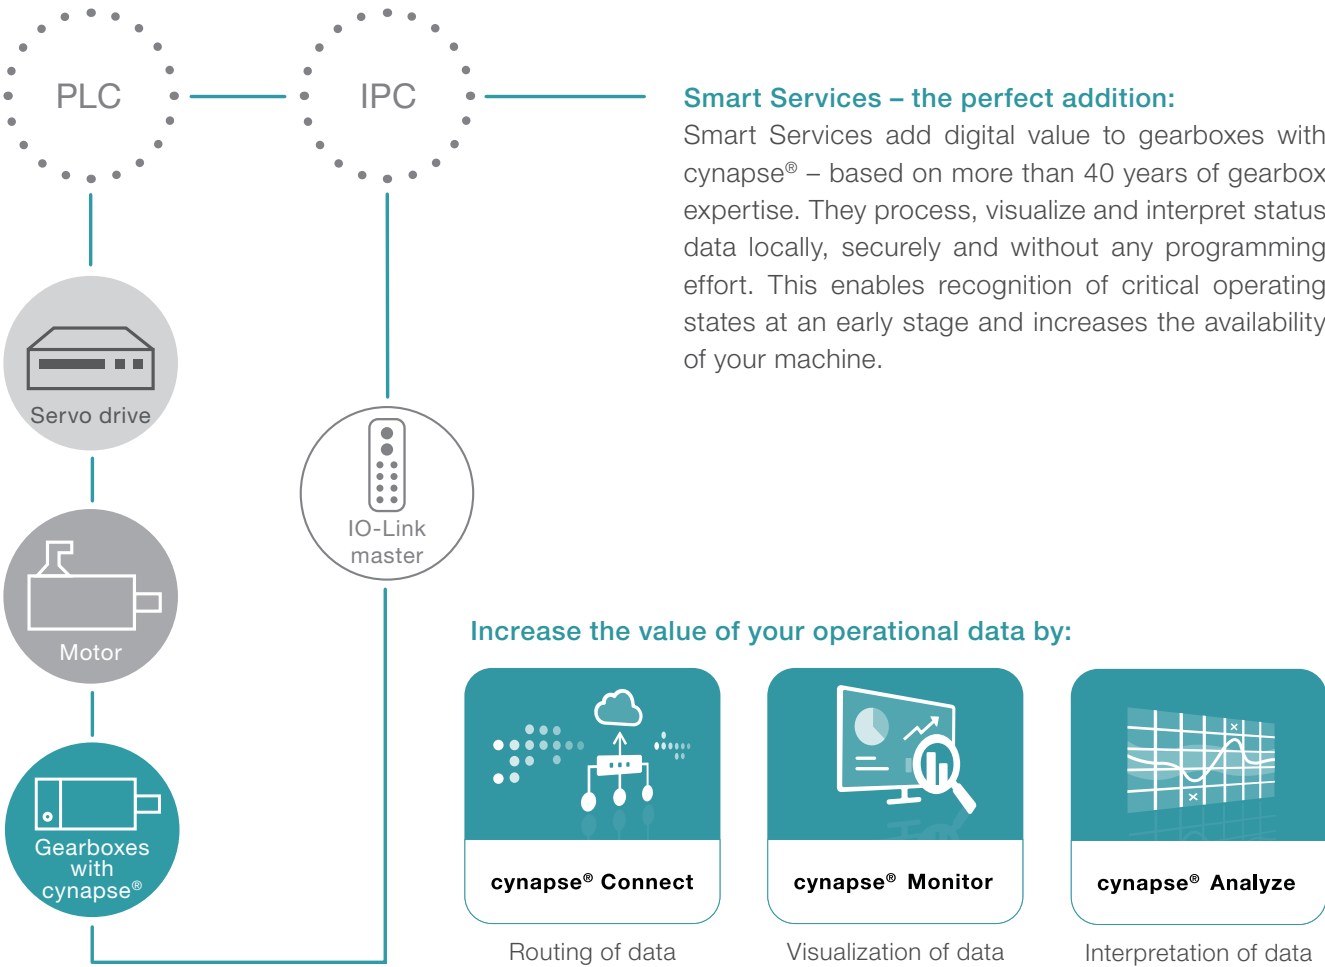 PLC
IPC
Servo drive
Motor
Gearboxes
with
cynapse®
IO-Link
master
Smart Services – the perfect addition:
Smart Services add digital value to gearboxes with
cynapse® – based on more than 40 years of gearbox
expertise. They process, visualize and interpret status
data locally, securely and without any programming
effort. This enables recognition of critical operating
states at an early stage and increases the availability
of your machine.
Increase the value of your operational data by:
cynapse® Connect
Routing of data
cynapse® Monitor
Visualization of data
cynapse® Analyze
Interpretation of data